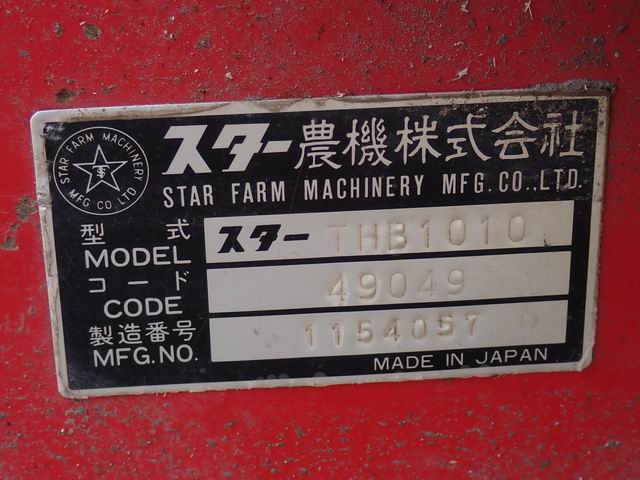 STAR FARM MACHINERY
MFG CO LTD
スター農機株式会社
STAR FARM MACHINERY MFG.CO.,LTD.
型式 スター THB1010
MODEL
コード 49049
CODE
製造番号 1154057
MFG.NO.
MADE IN JAPAN